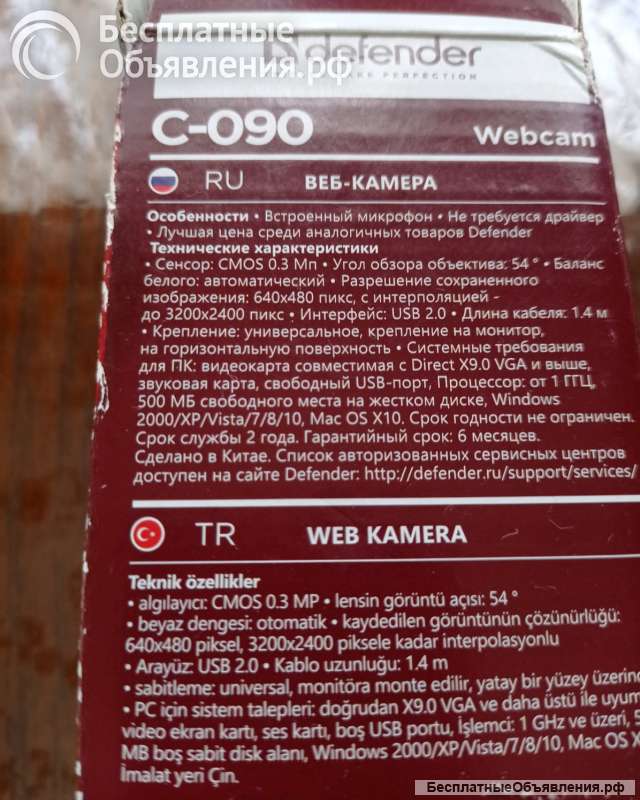 Бесплатные
Объявления.рф
defender
PERFECTION
C-090
Webcam
RU
ВЕБ-КАМЕРА
Особенности • Встроенный микрофон • Не требуется драйвер
• Лучшая цена среди аналогичных товаров Defender
Технические характеристики
• Сенсор: CMOS 0.3 Мп • Угол обзора объектива: 54 ° • Баланс
белого: автоматический • Разрешение сохраненного
изображения: 640x480 пикс, с интерполяцией -
до 3200x2400 пикс • Интерфейс: USB 2.0 • Длина кабеля: 1.4 м
• Крепление: универсальное, крепление на монитор,
на горизонтальную поверхность • Системные требования
для ПК: видеокарта совместимая с Direct X9.0 VGA и выше,
звуковая карта, свободный USB-порт, Процессор: от 1 ГГЦ,
500 МБ свободного места на жестком диске, Windows
2000/XP/Vista/7/8/10, Mac OS X10. Срок годности не ограничен.
Срок службы 2 года. Гарантийный срок: 6 месяцев.
Сделано в Китае. Список авторизованных сервисных центров
доступен на сайте Defender: http://defender.ru/support/services/
TR
WEB KAMERA
Teknik özellikler
• algılayıcı: CMOS 0.3 MP • lensin görüntü açısı: 54 °
• beyaz dengesi: otomatik • kaydedilen görüntünün çözünürlüğü:
640x480 piksel, 3200x2400 piksele kadar interpolasyonlu
• Arayüz: USB 2.0 • Kablo uzunluğu: 1.4 m
• sabitleme: universal, monitöra monte edilir, yatay bir yüzey üzerind
• PC için sistem talepleri: doğrudan X9.0 VGA ve daha üstü ile uyum
video ekran kartı, ses kartı, boş USB portu, İşlemci: 1 GHz ve üzeri, 5
MB boş sabit disk alanı, Windows 2000/XP/Vista/7/8/10, Mac OS X
İmalat yeri Çin.
БесплатныеОбъявления.рф